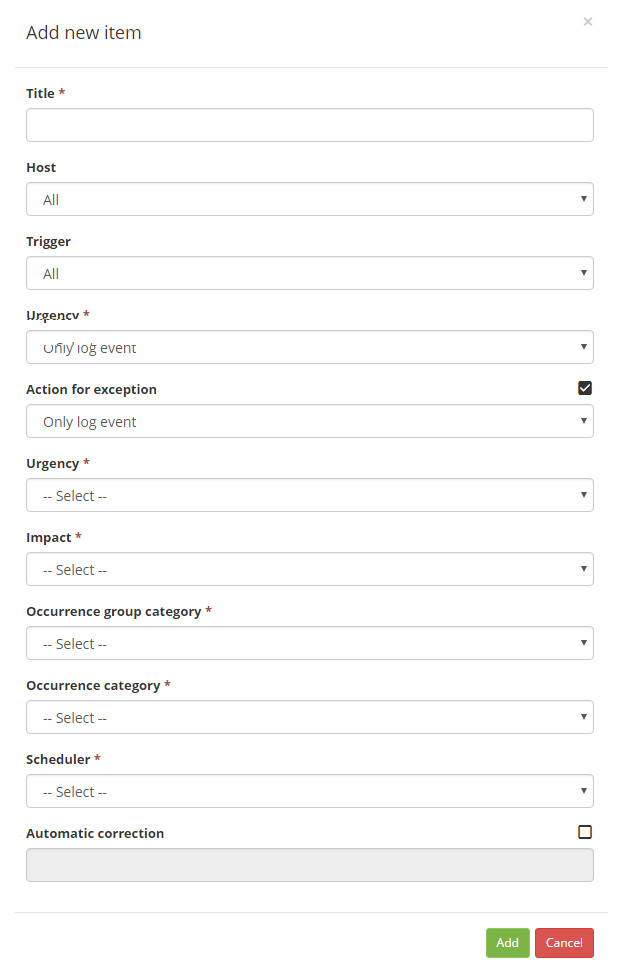 Add new item
×
Title *
Host
All
Trigger
All
Urgency *
Only log event
Action for exception
Only log event
Urgency *
-- Select --
Impact *
-- Select --
Occurrence group category *
-- Select --
Occurrence category *
-- Select --
Scheduler *
-- Select --
Automatic correction
Add
Cancel